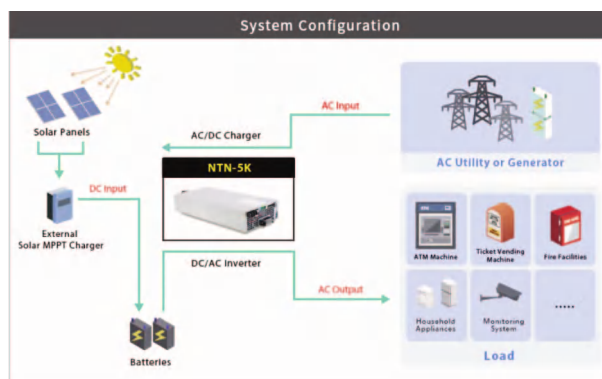 System Configuration
Solar Panels
AC/DC Charger
AC Input
AC Utility or Generator
NTN-5K
DC Input
External
Solar MPPT Charger
DC/AC Inverter
AC Output
Batteries
ATM Machine
Ticket Vending
Machine
Fire Facilities
Household
Appliances
Monitoring
System
.....
Load